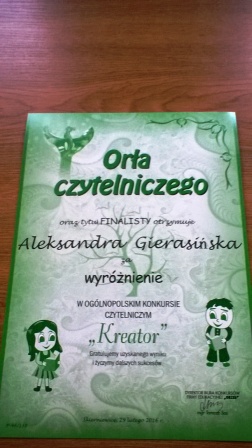 Orła
czytelniczego
oraz tytuł FINALISTY otrzymuje
Aleksandra Gierasińska
za
wyróżnienie
W OGÓLNOPOLSKIM KONKURSIE
CZYTELNICZYM
„Kreator”
Gratulujemy uzyskanego wyniku
i życzymy dalszych sukcesów